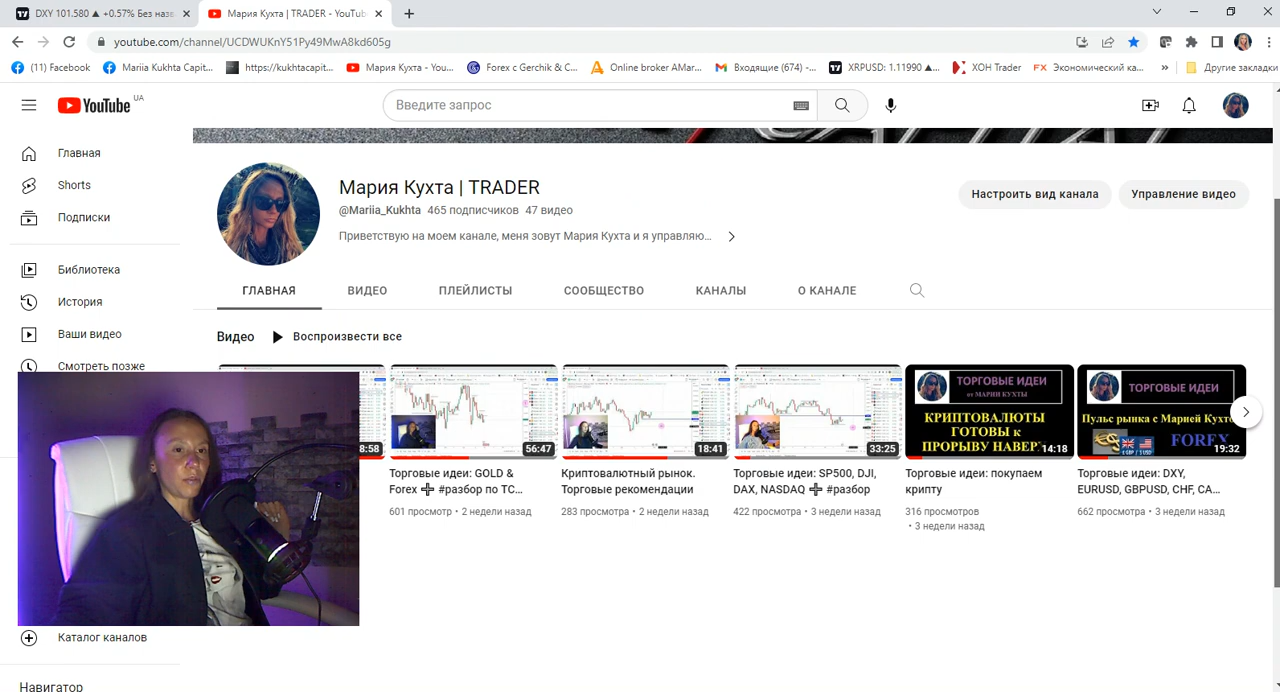 DXY 101.580 ▲ +0.57% Без назв
Мария Кухта | TRADER - YouTub
youtube.com/channel/UCDWUKnY51Py49MwA8kd605g
(11) Facebook
Mariia Kukhta Capit...
https://kukhtacapit...
Мария Кухта - You...
Forex c Gerchik & C...
Online broker AMar...
Входящие (674) -...
XRPUSD: 1.11990 ▲...
ХОН Trader
FX
Экономический ка...
»
Другие закладки
YouTube UA
Введите запрос
Главная
Shorts
Подписки
Библиотека
История
Ваши видео
Смотреть позже
Каталог каналов
Навигатор
Мария Кухта | TRADER
@Mariia_Kukhta 465 подписчиков 47 видео
Приветствую на моем канале, меня зовут Мария Кухта и я управляю...
Настроить вид канала
Управление видео
ГЛАВНАЯ
ВИДЕО
ПЛЕЙЛИСТЫ
СООБЩЕСТВО
КАНАЛЫ
О КАНАЛЕ
Видео
Воспроизвести все
8:58
56:47
Торговые идеи: GOLD &
Forex ➕ #разбор по ТС...
601 просмотр • 2 недели назад
18:41
Криптовалютный рынок.
Торговые рекомендации
283 просмотра • 2 недели назад
33:25
Торговые идеи: SP500, DJI,
DAX, NASDAQ ➕ #разбор
422 просмотра • 3 недели назад
ТОРГОВЫЕ ИДЕИ
от МАРИИ КУХТЫ
КРИПТОВАЛЮТЫ
ГОТОВЫ к
ПРОРЫВУ НАВЕР
14:18
Торговые идеи: покупаем
крипту
316 просмотров
• 3 недели назад
ТОРГОВЫЕ ИДЕИ
Пульс рынка с Марией Кухто
FOREX
19:32
Торговые идеи: DXY,
EURUSD, GBPUSD, CHF, CA...
662 просмотра • 3 недели назад